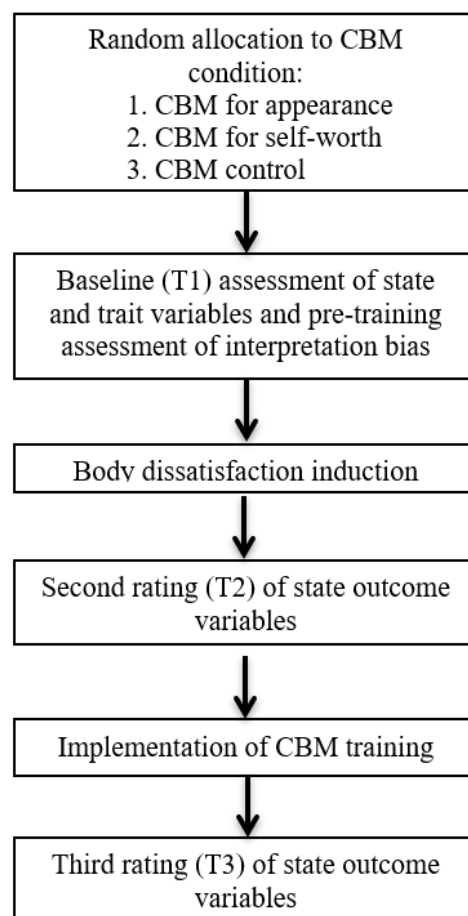 Random allocation to CBM
condition:
1. CBM for appearance
2. CBM for self-worth
3. CBM control
Baseline (T1) assessment of state
and trait variables and pre-training
assessment of interpretation bias
Body dissatisfaction induction
Second rating (T2) of state outcome
variables
Implementation of CBM training
Third rating (T3) of state outcome
variables